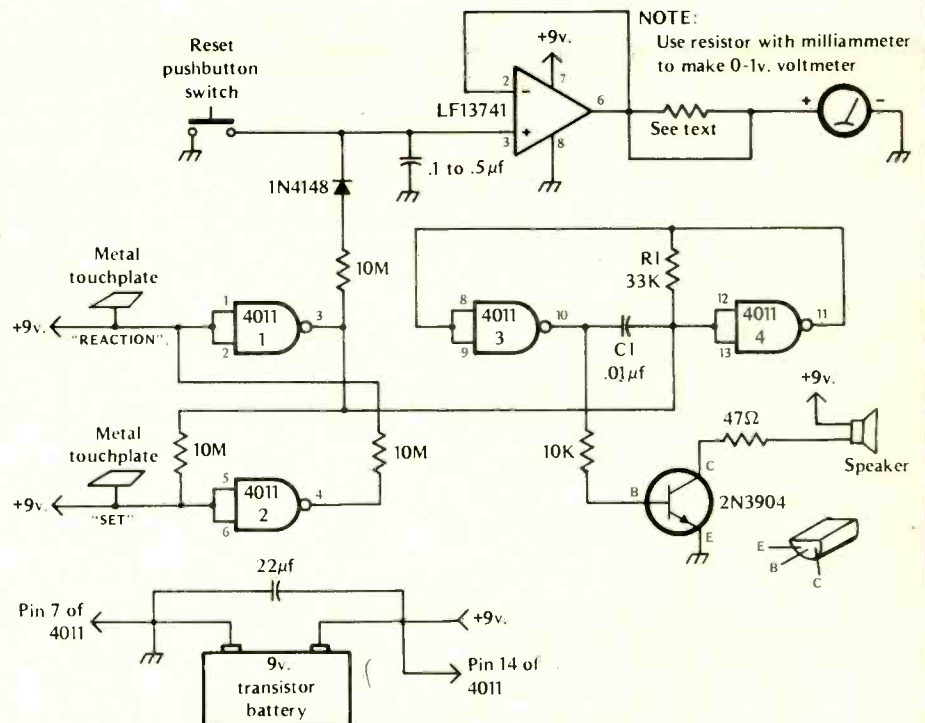 NOTE:
Use resistor with milliammeter
to make 0-1v. voltmeter
Reset
pushbutton
switch
+9v.
2
7
LF13741
6
3
8
See text
+
-
.1 to .5µf
1N4148
10M
Metal
touchplate
+9v.
"REACTION"
1
2
4011
1
3
R1
33K
8
9
4011
3
10
C1
.01µf
12
13
4011
4
11
Metal
touchplate
+9v.
"SET"
10M
5
6
4011
2
4
10M
10K
+9v.
47Ω
Speaker
C
B
E
2N3904
E
B
C
22µf
Pin 7 of
4011
+9v.
Pin 14 of
4011
9v.
transistor
battery